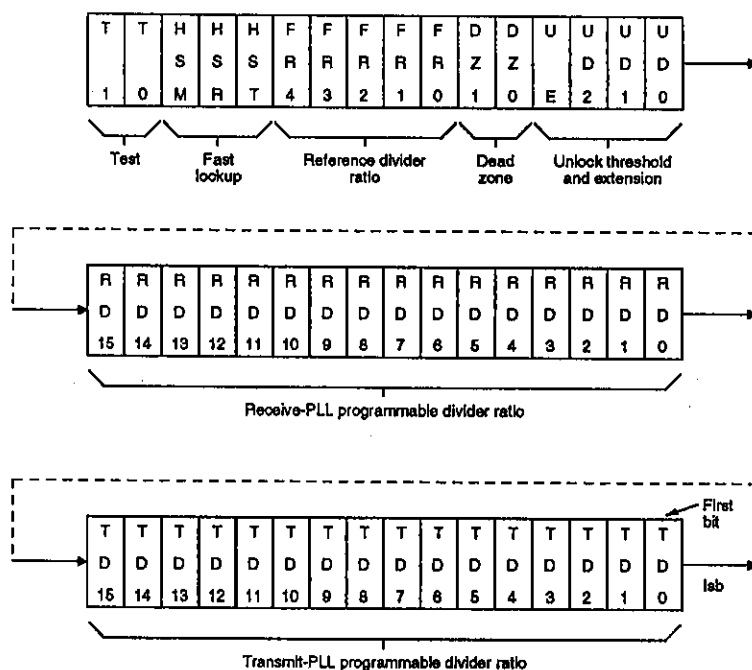 T T H H H F F F F F D D U U U U
S S S R R R R R Z Z D D D
1 0 M R T 4 3 2 1 0 1 0 E 2 1 0
Test Fast lookup Reference divider ratio Dead zone Unlock threshold and extension
R R R R R R R R R R R R R R R R
D D D D D D D D D D D D D D D D
15 14 13 12 11 10 9 8 7 6 5 4 3 2 1 0
Receive-PLL programmable divider ratio
First bit
T T T T T T T T T T T T T T T T
D D D D D D D D D D D D D D D D
lsb
15 14 13 12 11 10 9 8 7 6 5 4 3 2 1 0
Transmit-PLL programmable divider ratio